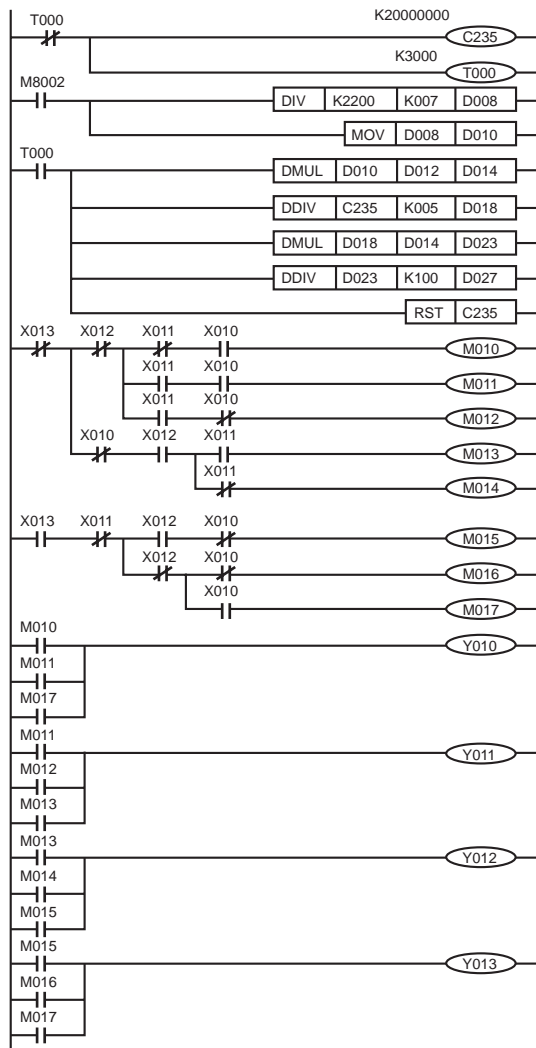 K20000000
T000
C235
K3000
T000
M8002
DIV K2200 K007 D008
MOV D008 D010
T000
DMUL D010 D012 D014
DDIV C235 K005 D018
DMUL D018 D014 D023
DDIV D023 K100 D027
RST C235
X013 X012 X011 X010
M010
X011 X010
M011
X011 X010
M012
X010 X012 X011
M013
X011
M014
X013 X011 X012 X010
M015
X012 X010
M016
X010
M017
M010
Y010
M011
M017
M011
Y011
M012
M013
M013
Y012
M014
M015
M015
Y013
M016
M017